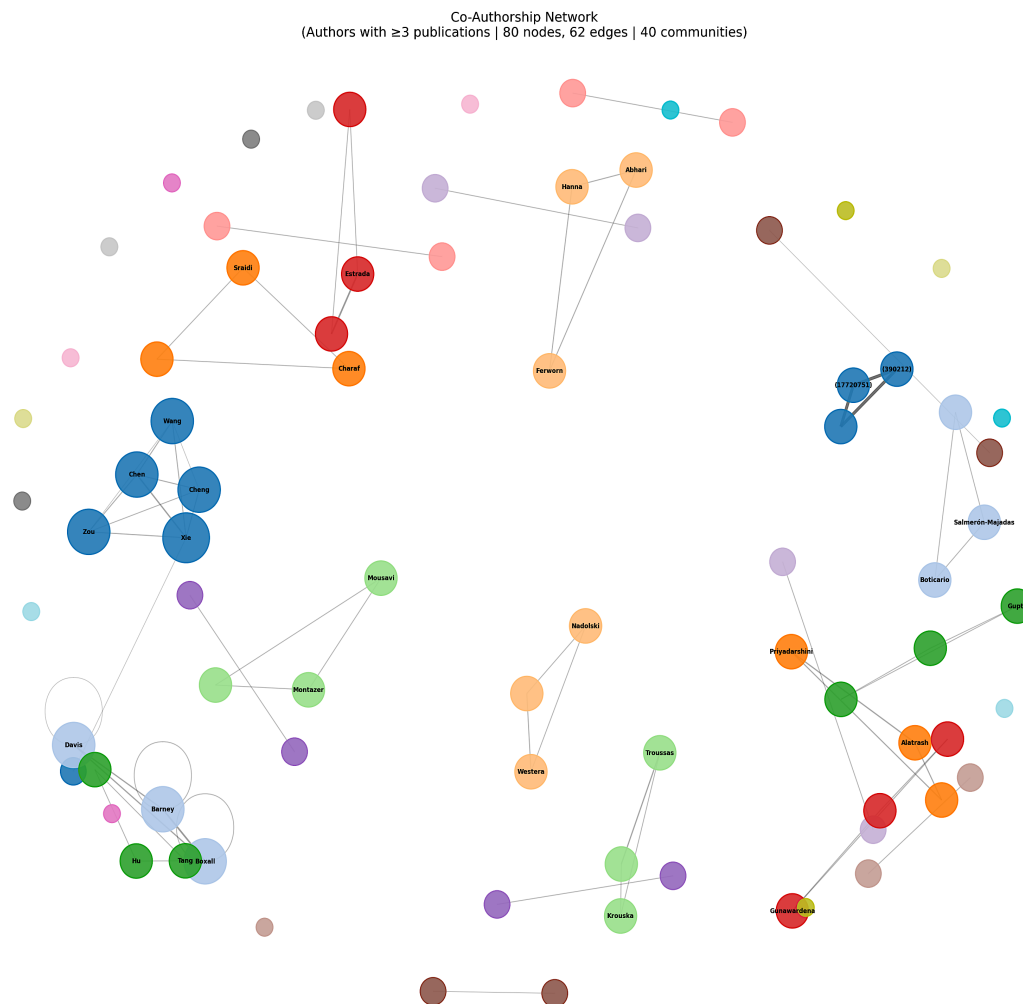 Co-Authorship Network
(Authors with ≥3 publications | 80 nodes, 62 edges | 40 communities)
Abhari
Hanna
Sraidi
Estrada
Charaf
Ferworn
(390212)
(17720751)
Wang
Chen
Cheng
Zou
Xie
Salmerón-Majadas
Boticario
Mousavi
Gupt
Nadolski
Priyadarshini
Montazer
Davis
Alatrash
Troussas
Westera
Barney
Hu
Tang
Boxall
Gunawardena
Krouska